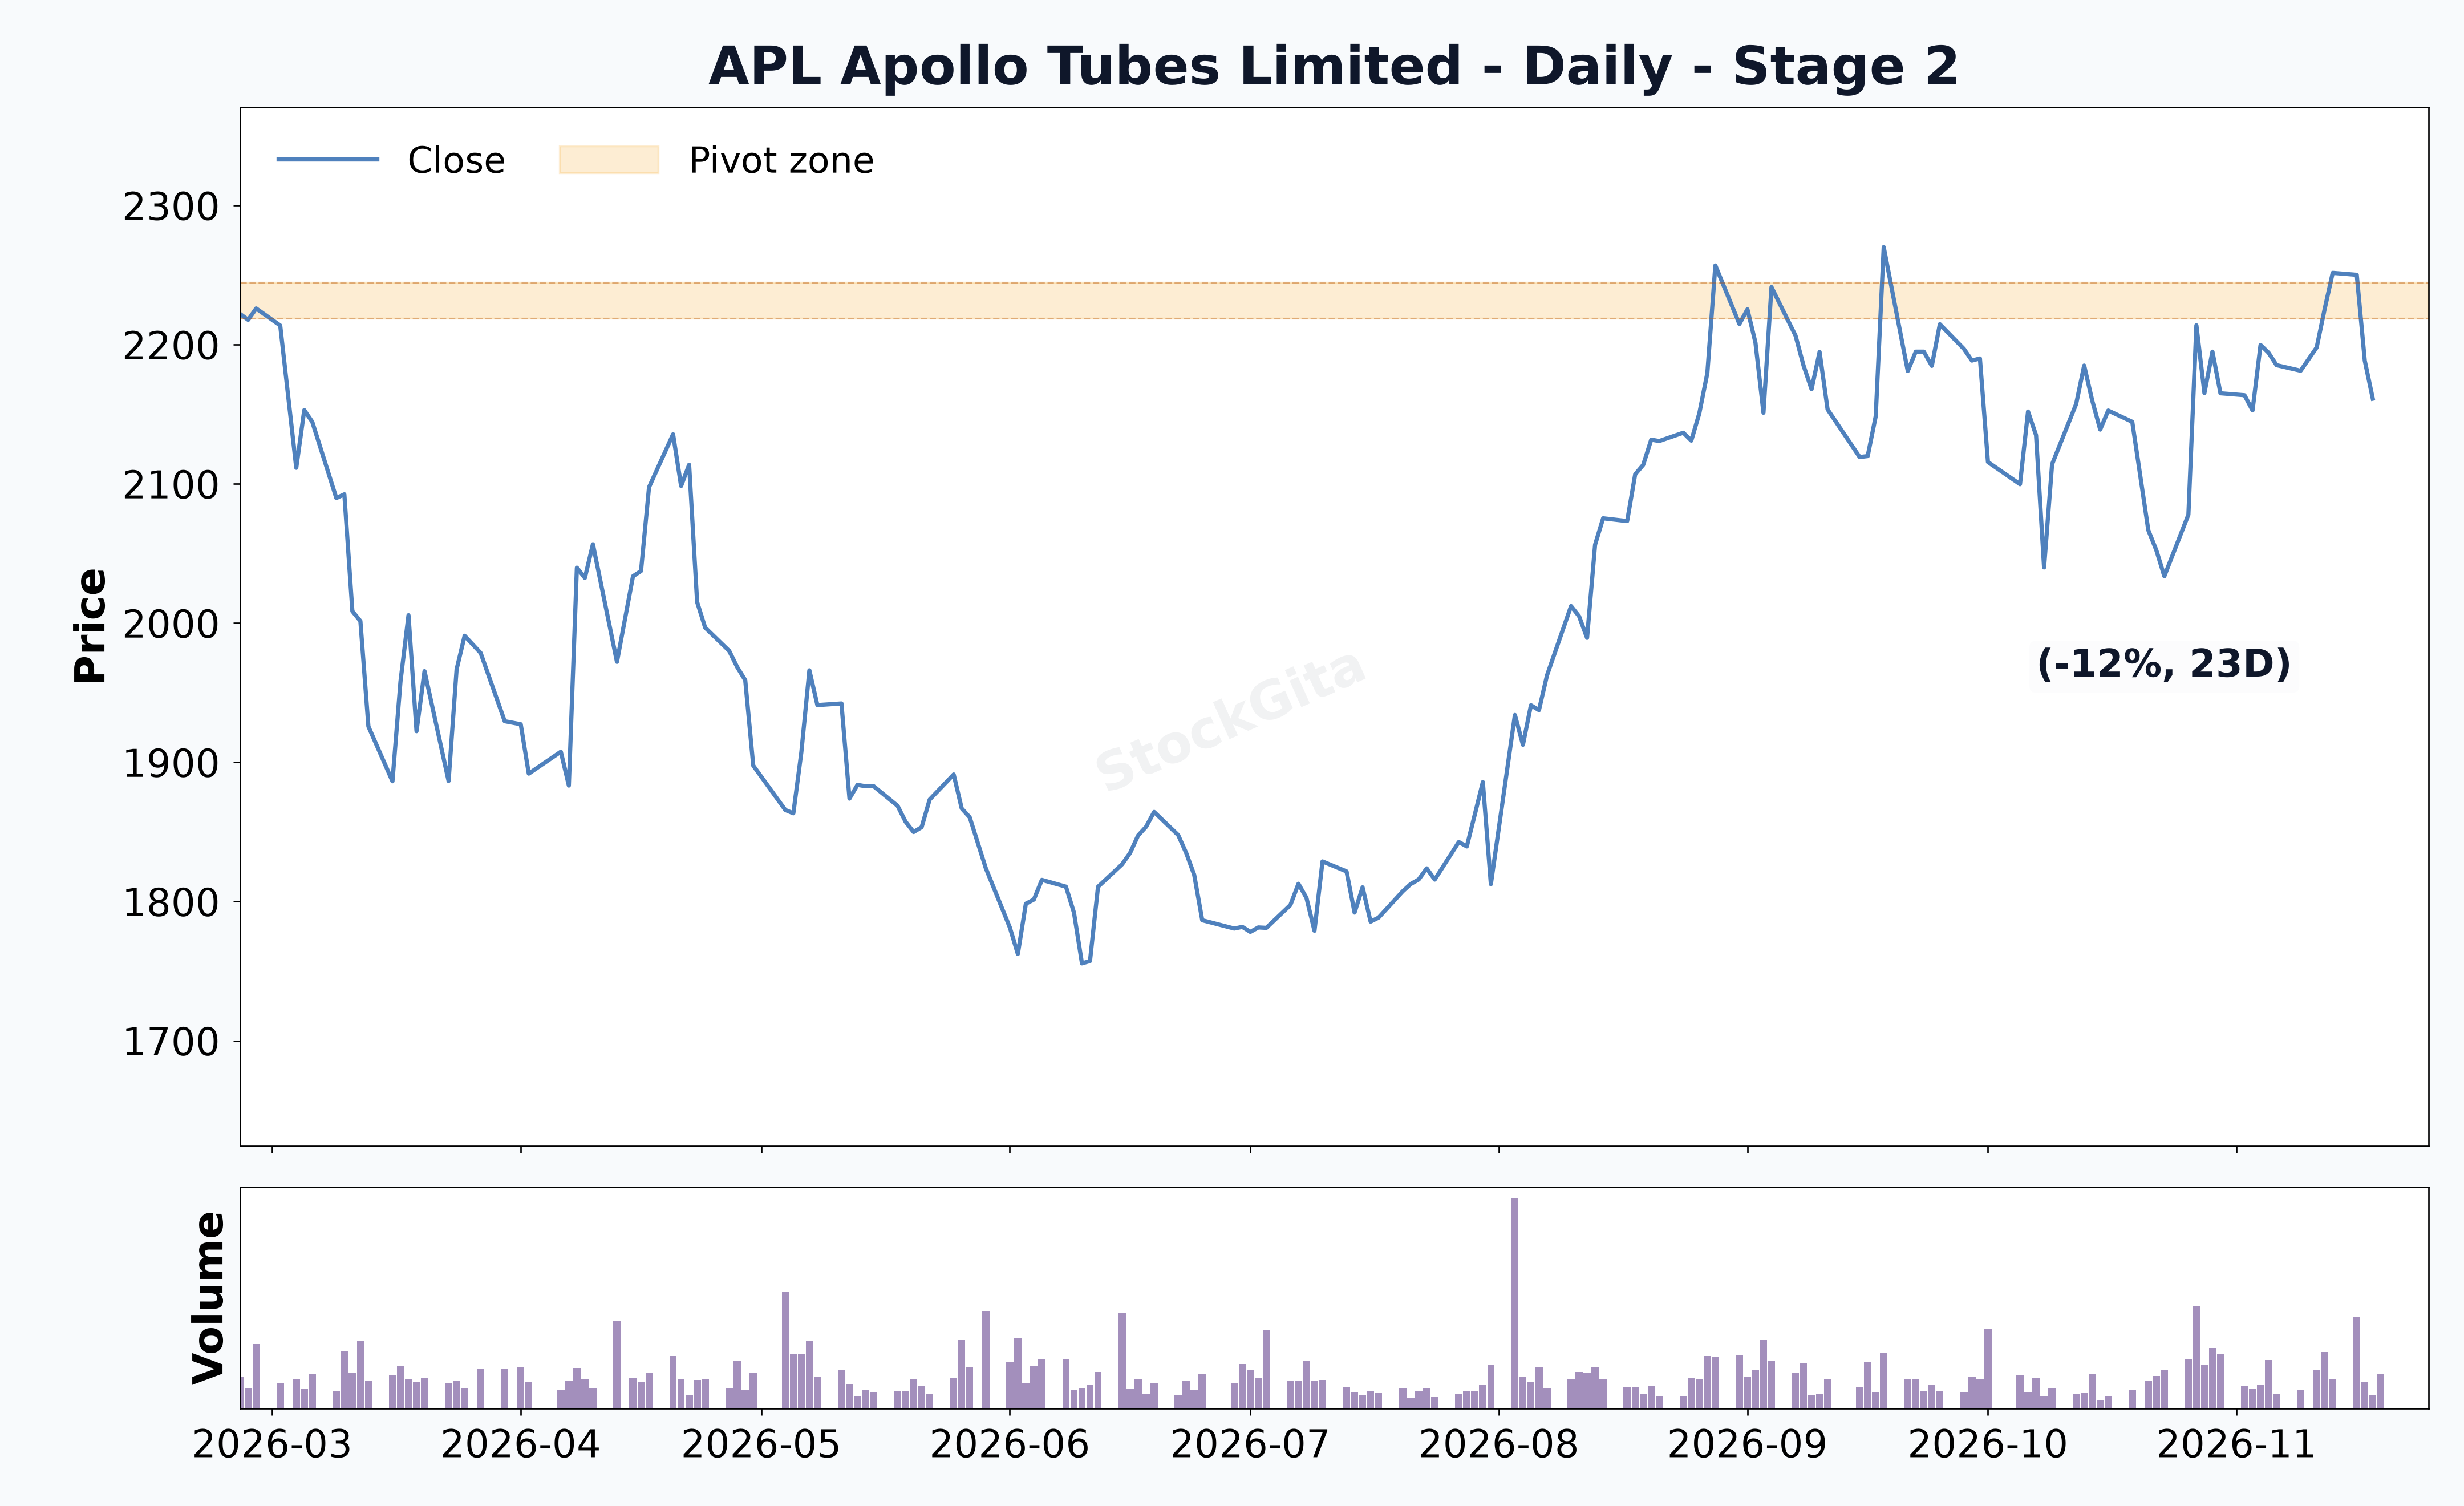 APL Apollo Tubes Limited - Daily - Stage 2
Close
Pivot zone
2300
2200
2100
2000
1900
1800
1700
Price
StockGita
(-12%, 23D)
Volume
2026-03
2026-04
2026-05
2026-06
2026-07
2026-08
2026-09
2026-10
2026-11